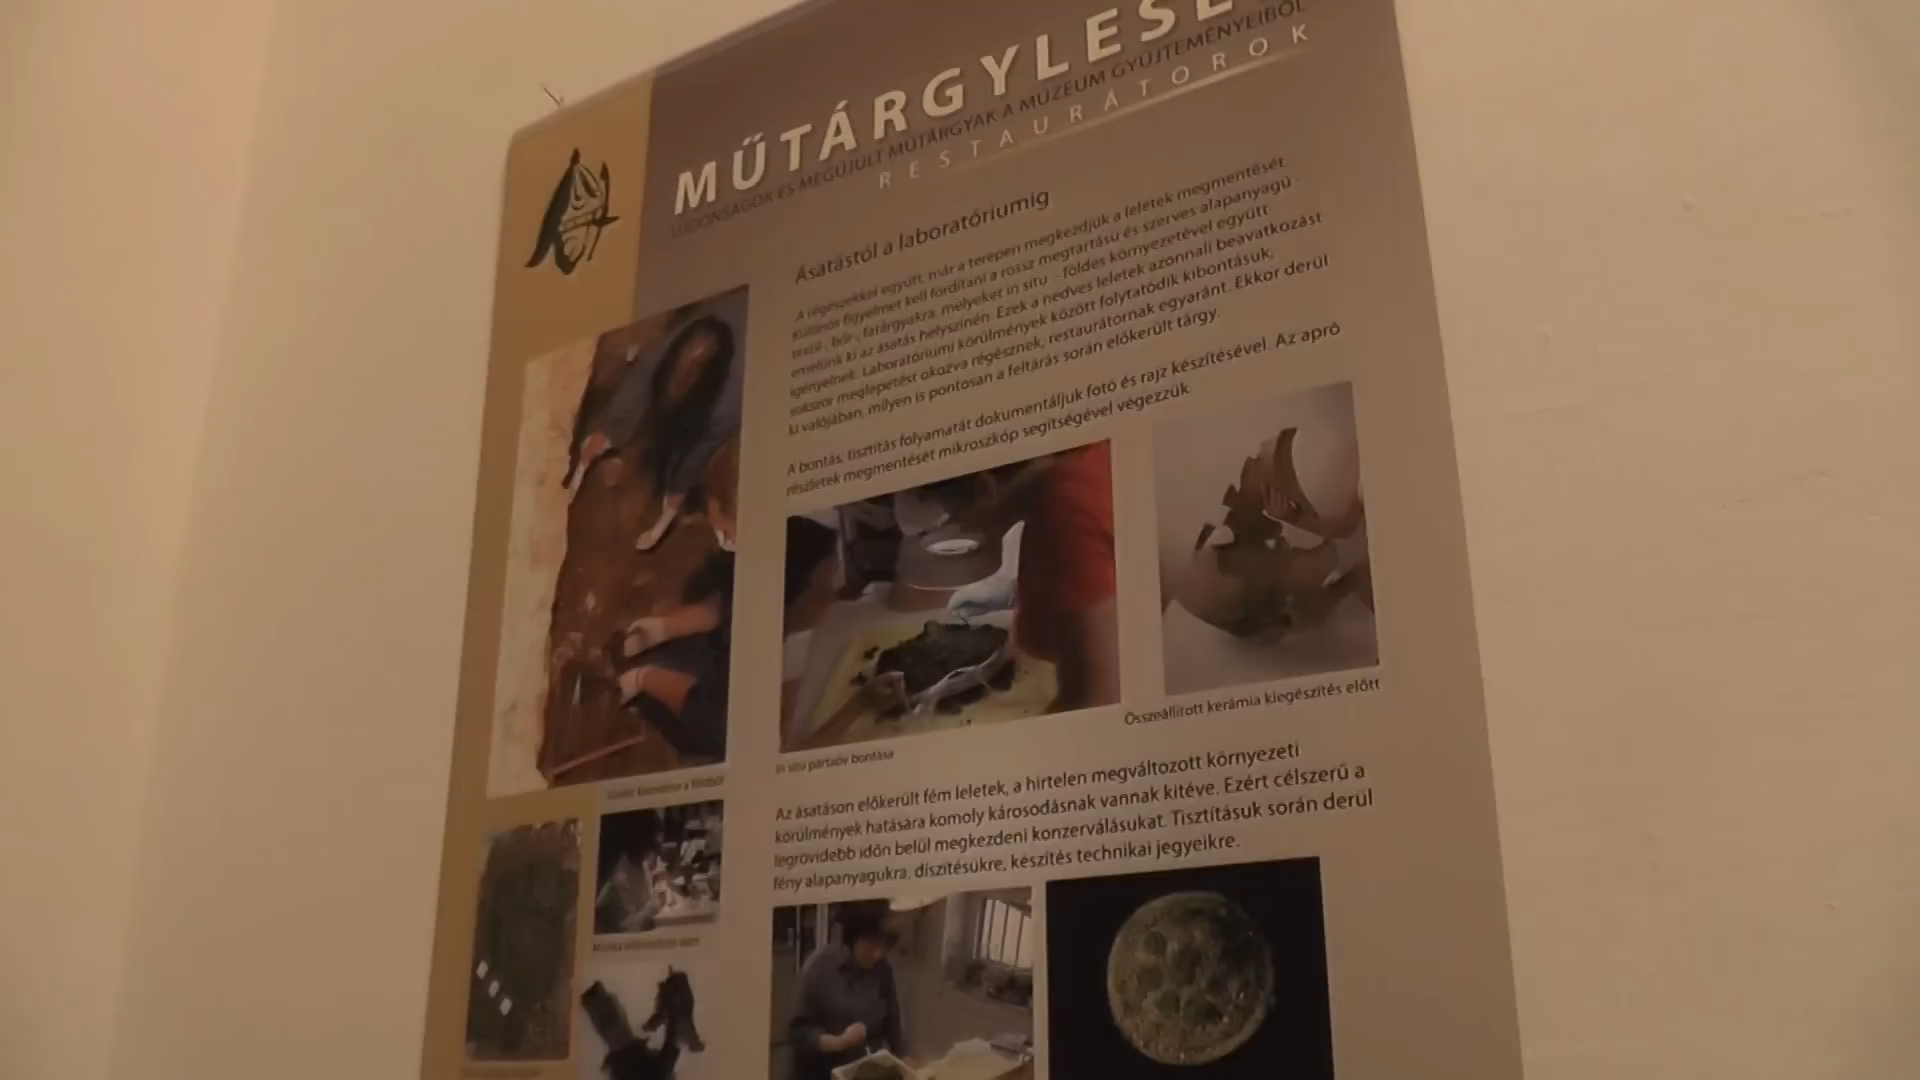 MŰTÁRGYLES
ÚJDONSÁGOK ÉS MEGÚJULT MŰTÁRGYAK A MÚZEUM GYŰJTEMÉNYEIBŐL
RESTAURÁTOROK
Ásatástól a laboratóriumig
A régészekkel együtt, már a terepen megkezdjük a leletek megmentését.
Különös figyelmet kell fordítani a rossz megtartású és szerves alapanyagú -
textil-, bőr-, fatárgyakra, melyeket in situ - földes környezetével együtt
emelünk ki az ásatás helyszínén. Ezek a nedves leletek azonnali beavatkozást
igényelnek. Laboratóriumi körülmények között folytatódik kibontásuk,
sokszor meglepetést okozva régésznek, restaurátornak egyaránt. Ekkor derül
ki valójában, milyen is pontosan a feltárás során előkerült tárgy.
A bontás, tisztítás folyamatát dokumentáljuk fotó és rajz készítésével. Az apró
részletek megmentését mikroszkóp segítségével végezzük.
Összeállított kerámia kiegészítés előtt
In situ pártaöv bontása
Az ásatáson előkerült fém leletek, a hirtelen megváltozott környezeti
körülmények hatására komoly károsodásnak vannak kitéve. Ezért célszerű a
legrövidebb időn belül megkezdeni konzerválásukat. Tisztításuk során derül
fény alapanyagukra, díszítésükre, készítés technikai jegyeikre.